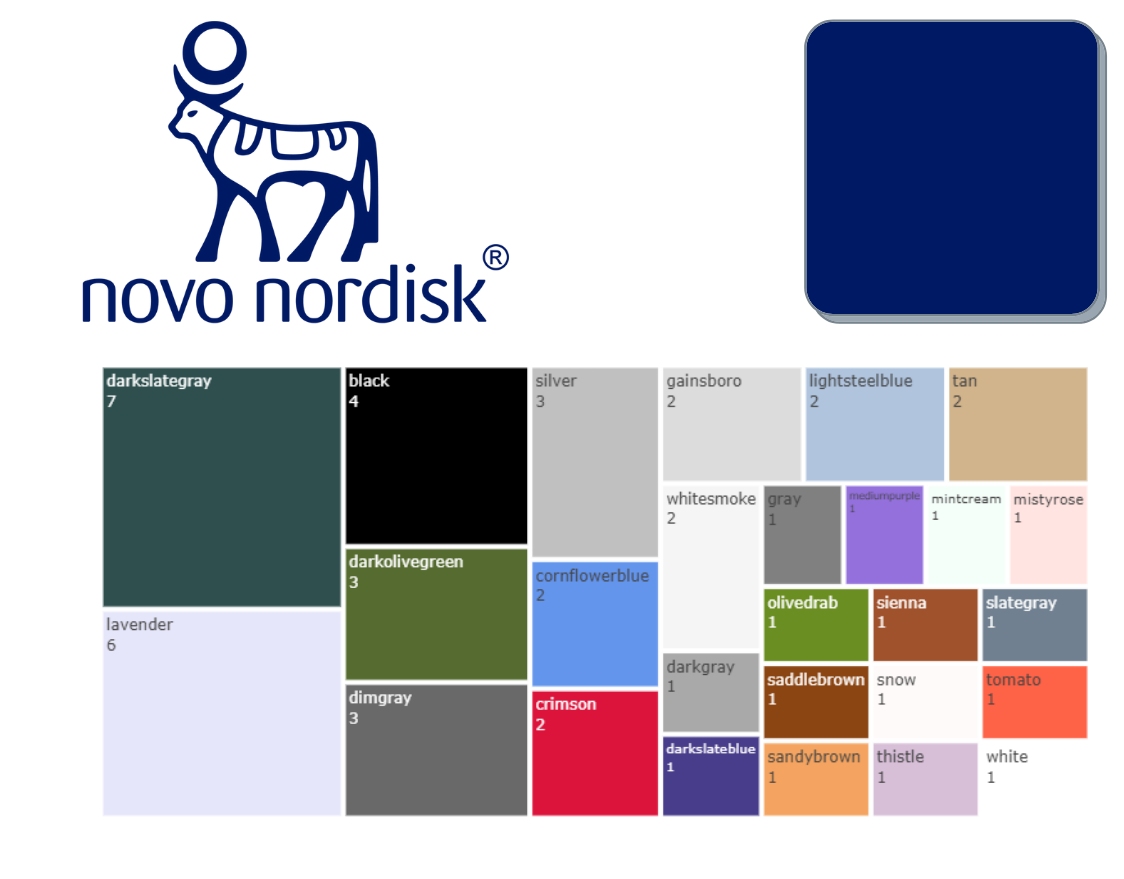 novo nordisk®
darkslategray
7
black
4
silver
3
gainsboro
2
lightsteelblue
2
tan
2
whitesmoke
2
gray
1
mediumpurple
1
mintcream
1
mistyrose
1
darkolivegreen
3
cornflowerblue
2
olivedrab
1
sienna
1
slategray
1
lavender
6
darkgray
1
saddlebrown
1
snow
1
tomato
1
dimgray
3
crimson
2
darkslateblue
1
sandybrown
1
thistle
1
white
1